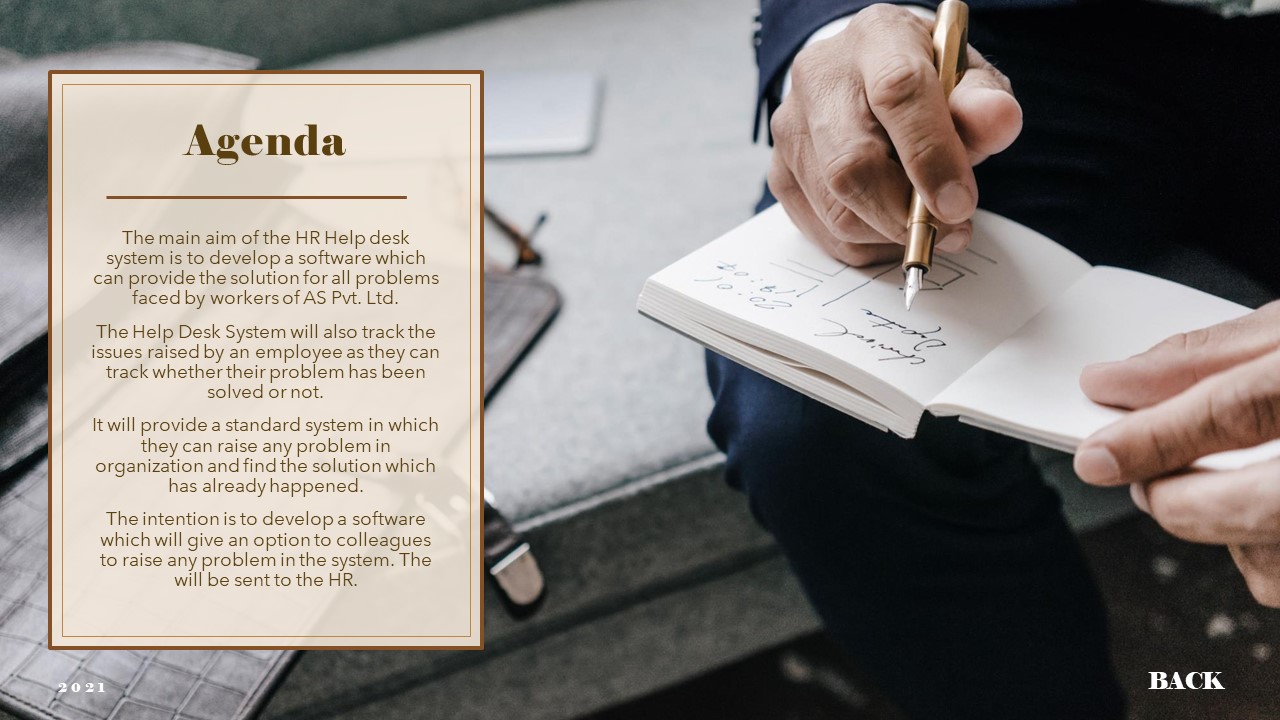 Agenda
The main aim of the HR Help desk
system is to develop a software which
can provide the solution for all problems
faced by workers of AS Pvt. Ltd.
The Help Desk System will also track the
issues raised by an employee as they can
track whether their problem has been
solved or not.
It will provide a standard system in which
they can raise any problem in
organization and find the solution which
has already happened.
The intention is to develop a software
which will give an option to colleagues
to raise any problem in the system. The
will be sent to the HR.
2021
BACK